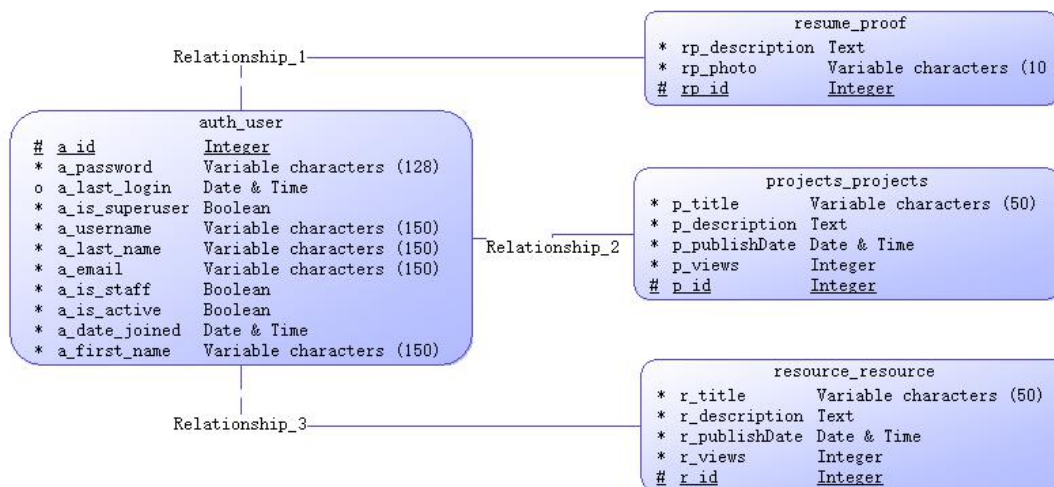 resume_proof
* rp_description Text
* rp_photo Variable characters (10
# rp_id Integer
Relationship_1
auth_user
# a_id Integer
* a_password Variable characters (128)
o a_last_login Date & Time
* a_is_superuser Boolean
* a_username Variable characters (150)
* a_last_name Variable characters (150)
* a_email Variable characters (150)
* a_is_staff Boolean
* a_is_active Boolean
* a_date_joined Date & Time
* a_first_name Variable characters (150)
Relationship_2
projects_projects
* p_title Variable characters (50)
* p_description Text
* p_publishDate Date & Time
* p_views Integer
# p_id Integer
Relationship_3
resource_resource
* r_title Variable characters (50)
* r_description Text
* r_publishDate Date & Time
* r_views Integer
# r_id Integer